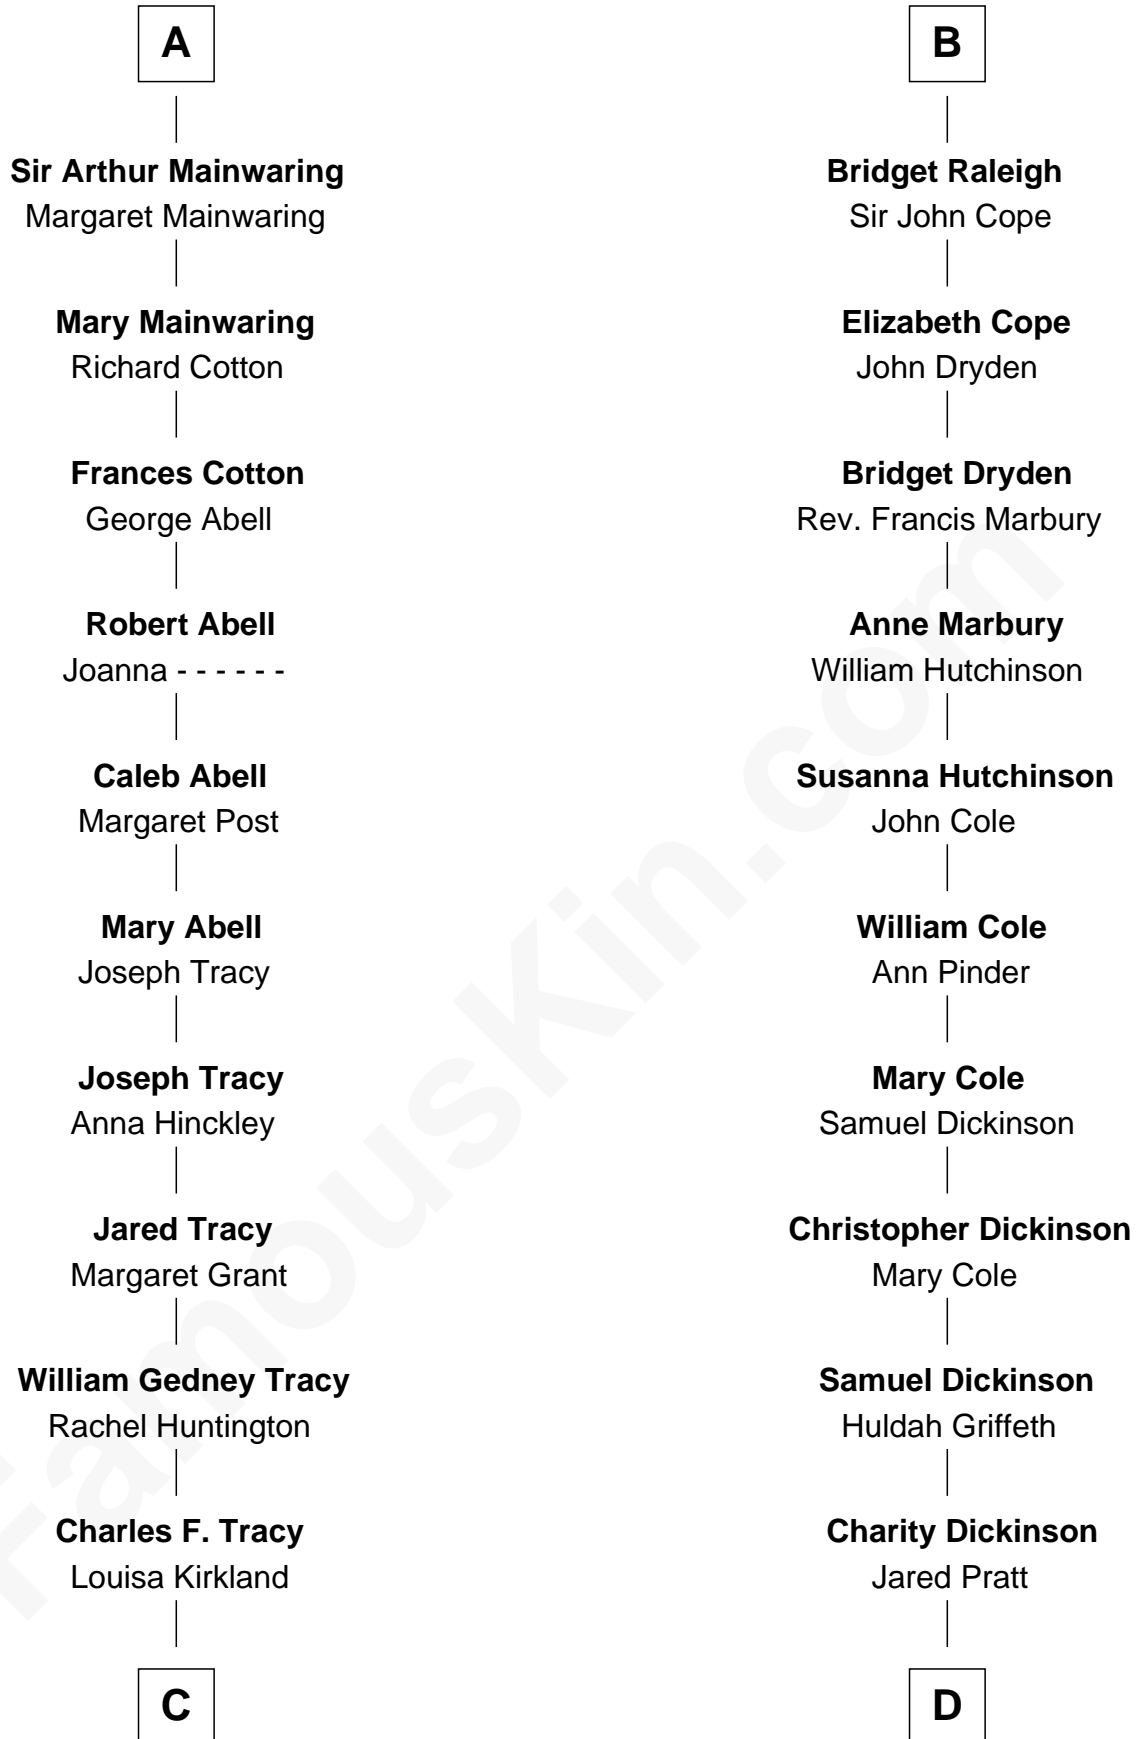 A
Sir Arthur Mainwaring
Margaret Mainwaring
Mary Mainwaring
Richard Cotton
Frances Cotton
George Abell
Robert Abell
Joanna - - - - - -
Caleb Abell
Margaret Post
Mary Abell
Joseph Tracy
Joseph Tracy
Anna Hinckley
Jared Tracy
Margaret Grant
William Gedney Tracy
Rachel Huntington
Charles F. Tracy
Louisa Kirkland
C
B
Bridget Raleigh
Sir John Cope
Elizabeth Cope
John Dryden
Bridget Dryden
Rev. Francis Marbury
Anne Marbury
William Hutchinson
Susanna Hutchinson
John Cole
William Cole
Ann Pinder
Mary Cole
Samuel Dickinson
Christopher Dickinson
Mary Cole
Samuel Dickinson
Huldah Griffeth
Charity Dickinson
Jared Pratt
D
FamousKin.com